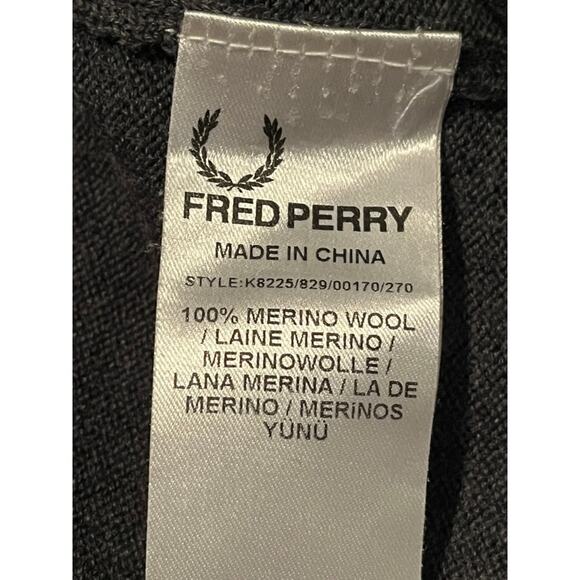 FRED PERRY
MADE IN CHINA
STYLE:K8225/829/00170/270
100% MERINO WOOL
/ LAINE MERINO /
MERINOWOLLE /
LANA MERINA / LA DE
MERINO / MERİNOS
YÜNÜ